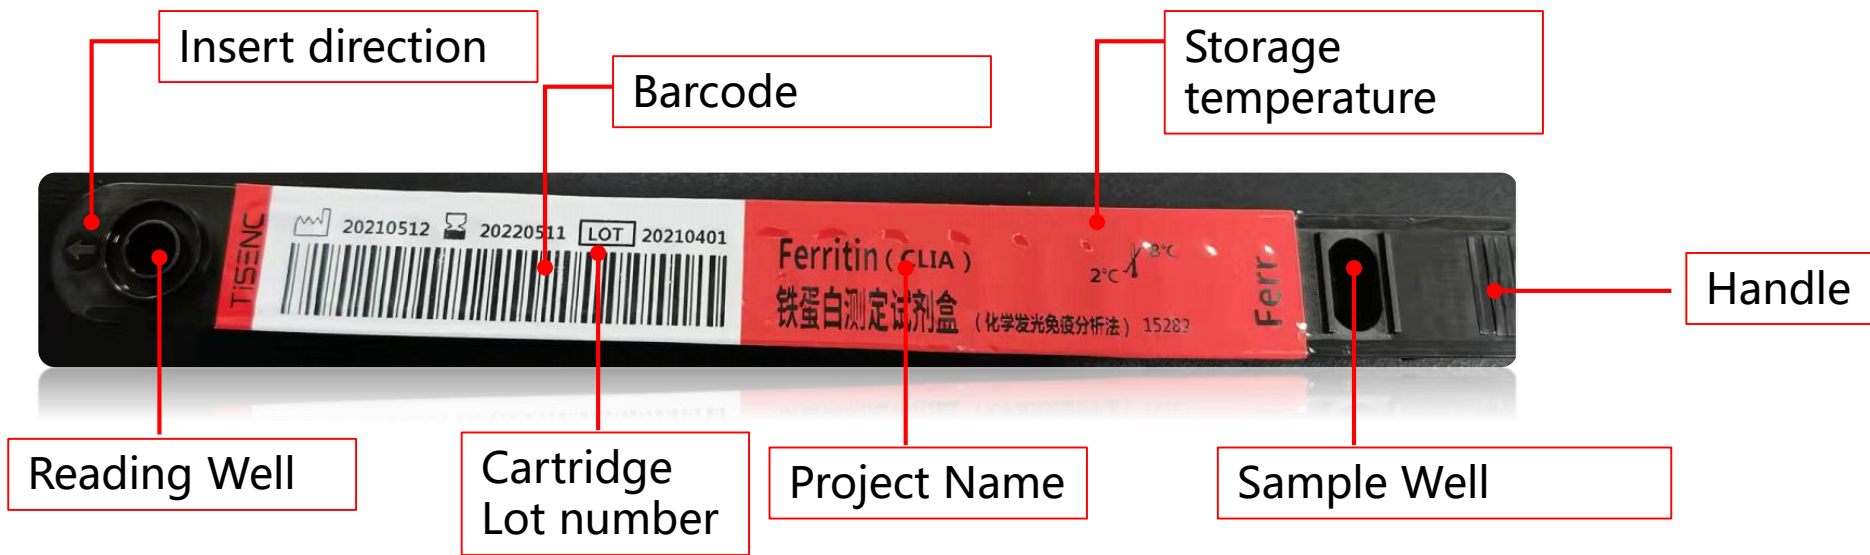 Insert direction
Barcode
Storage
temperature
TiSENC
20210512 20220511 LOT 20210401
Ferritin (CLIA)
2°C 8°C
铁蛋白测定试剂盒 (化学发光免疫分析法) 15282
Ferr.
Handle
Reading Well
Cartridge
Lot number
Project Name
Sample Well